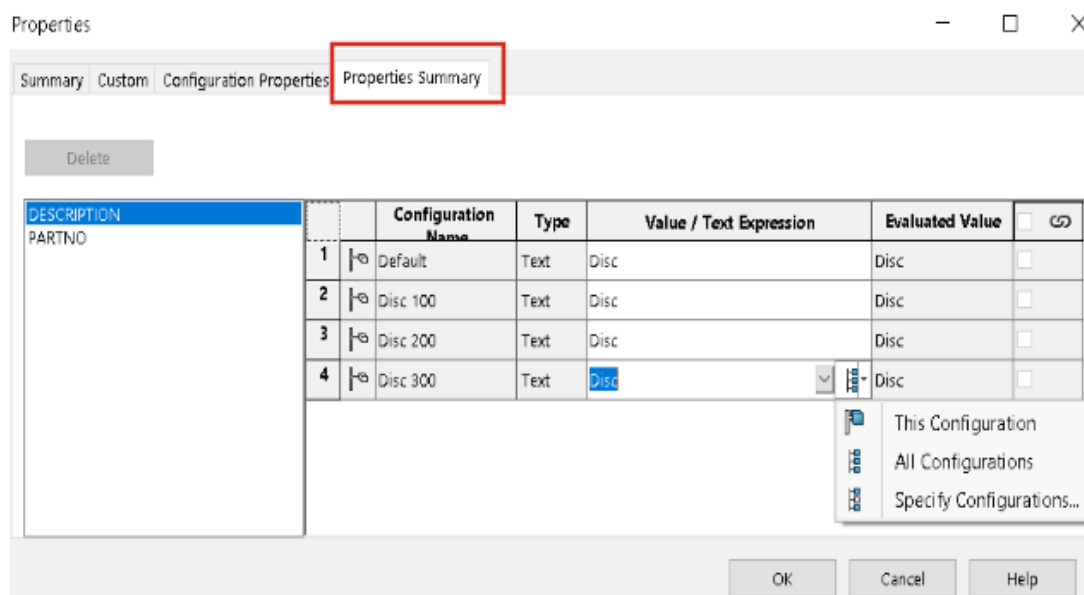 Properties
Summary Custom Configuration Properties Properties Summary
Delete
DESCRIPTION
PARTNO
Configuration Name Type Value / Text Expression Evaluated Value
1 Default Text Disc Disc
2 Disc 100 Text Disc Disc
3 Disc 200 Text Disc Disc
4 Disc 300 Text Disc Disc
This Configuration
All Configurations
Specify Configurations...
OK Cancel Help